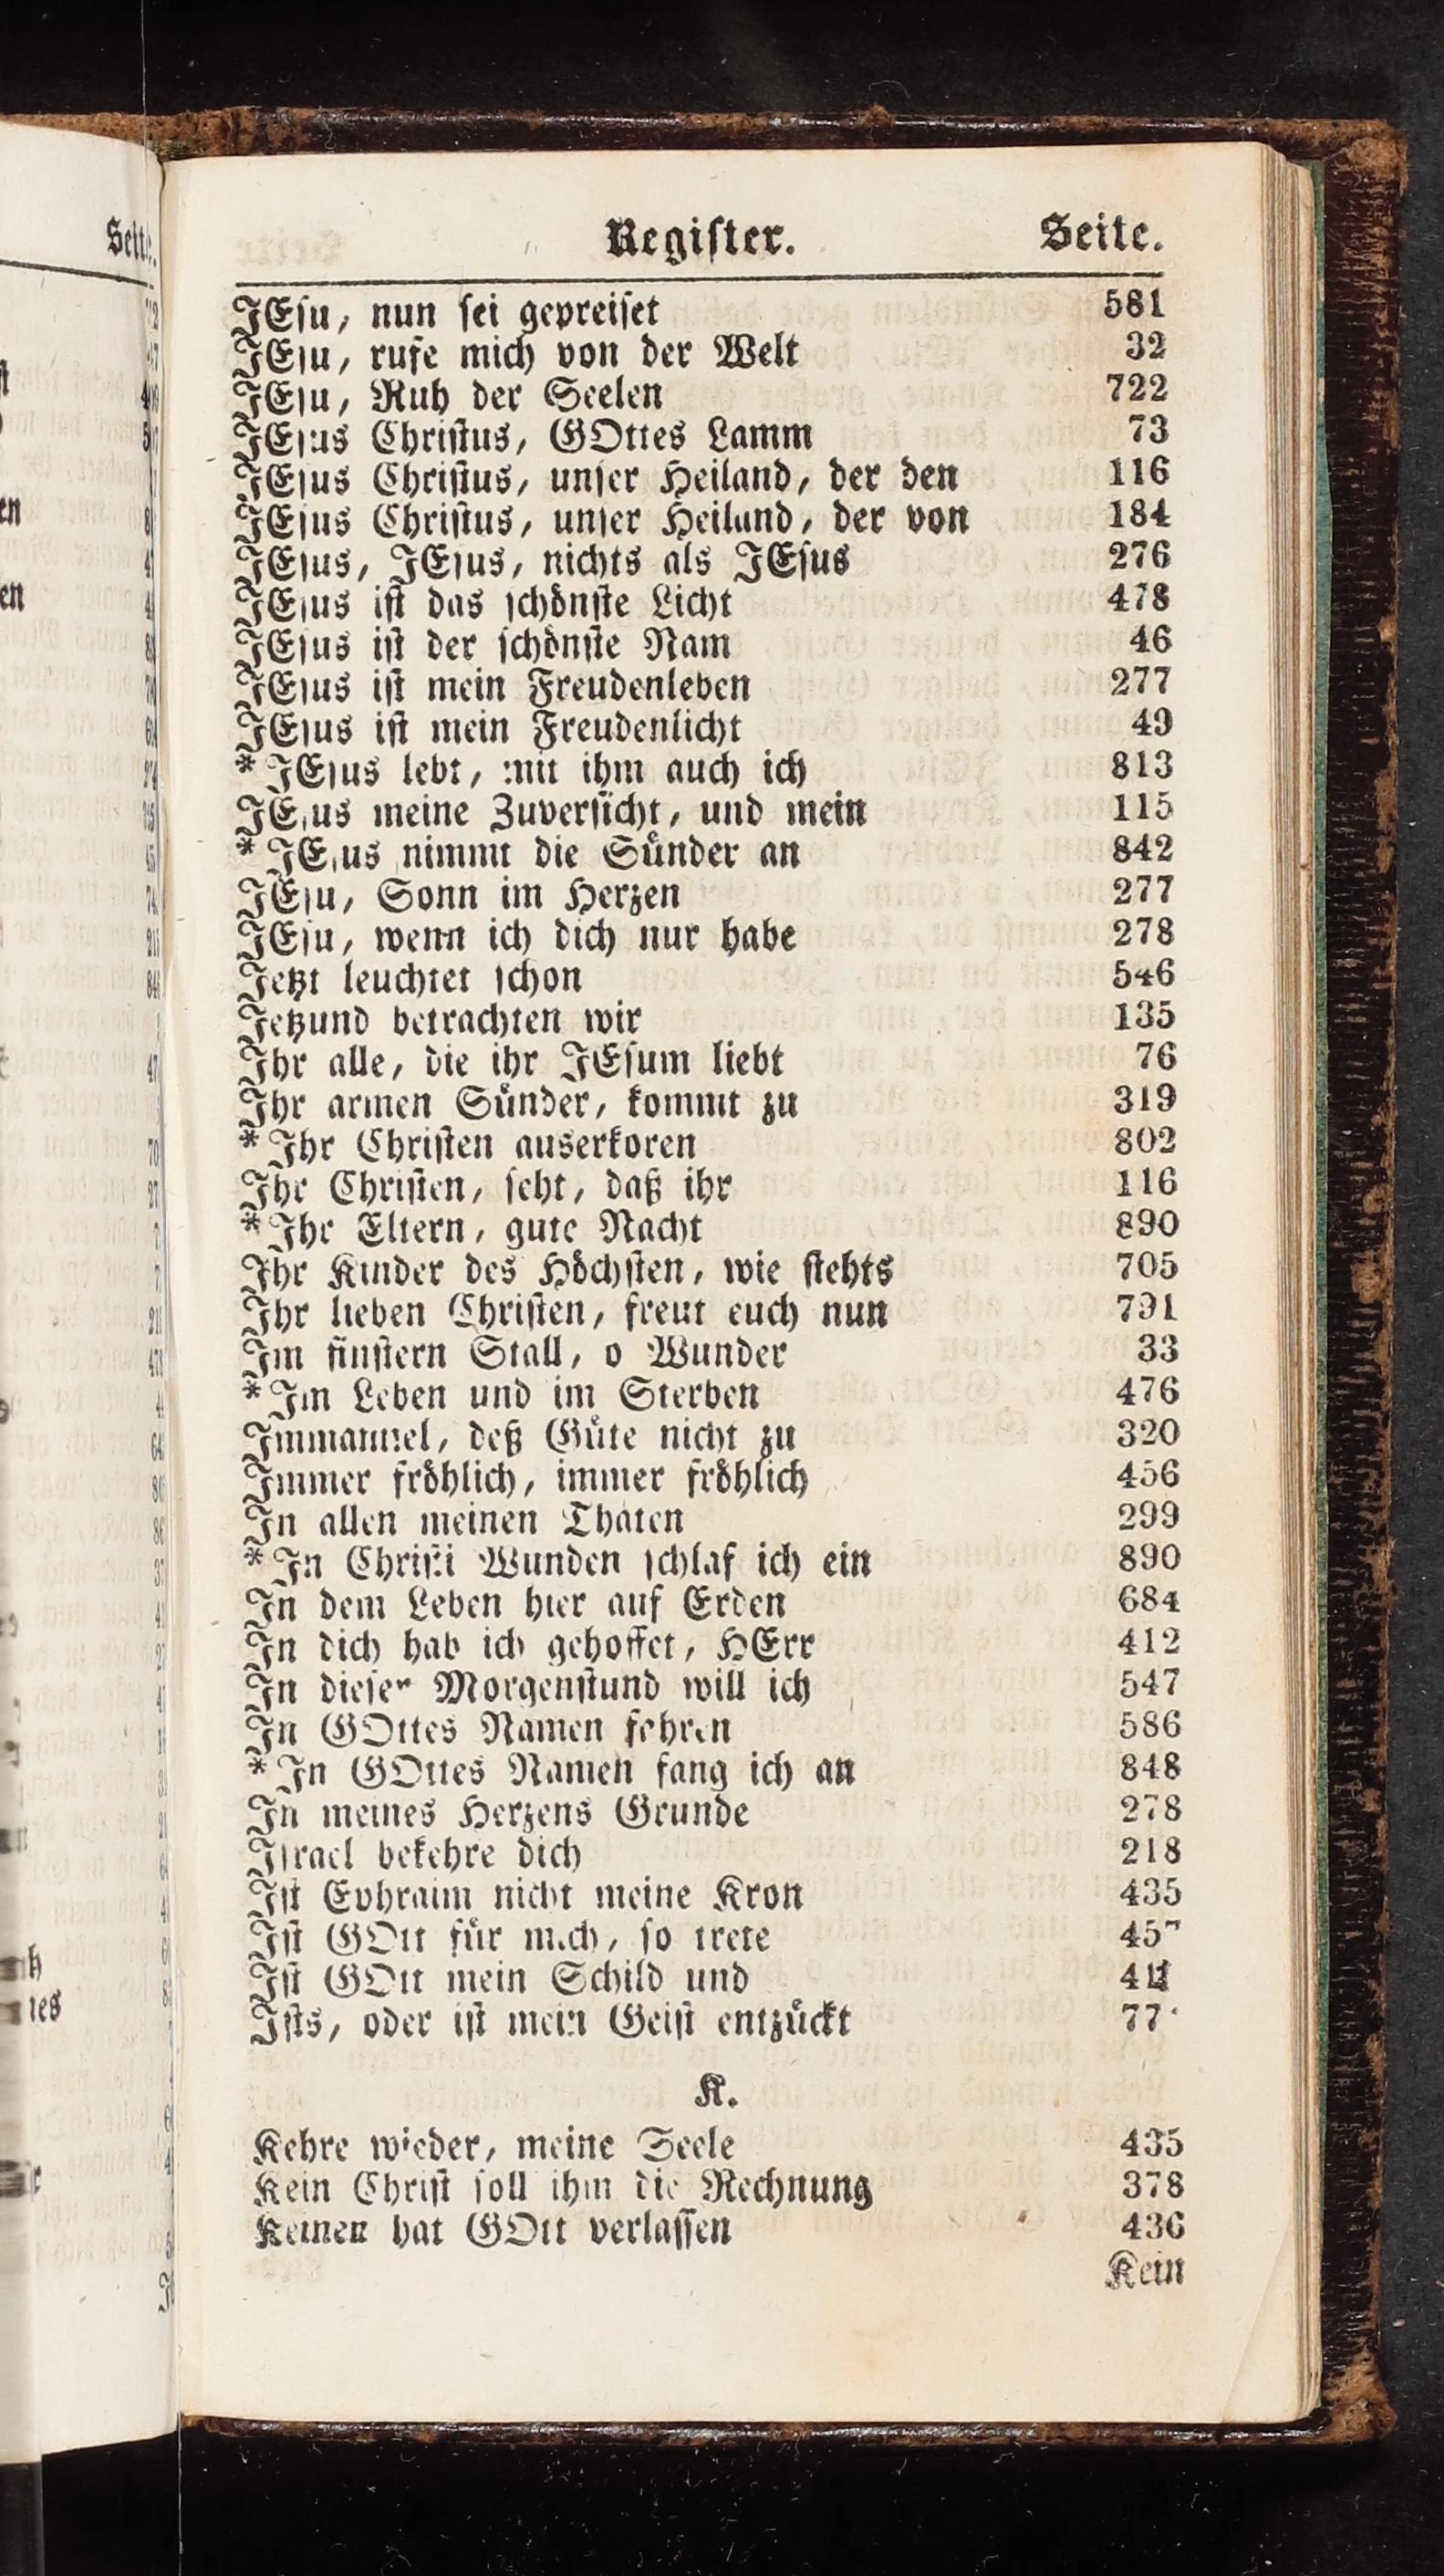 Register. Seite.
JEsu, nun sei gepreiset 581
JEsu, rufe mich von der Welt 32
JEsu, Ruh der Seelen 722
JEsus Christus, GOttes Lamm 73
JEsus Christus, unser Heiland, der den 116
JEsus Christus, unser Heiland, der von 184
JEsus, JEsus, nichts als JEsus 276
JEsus ist das schönste Licht 478
JEsus ist der schönste Nam 46
JEsus ist mein Freudenleben 277
JEsus ist mein Freudenlicht 49
*JEsus lebt, mit ihm auch ich 813
JEsus meine Zuversicht, und mein 115
*JEsus nimmt die Sünder an 842
JEsu, Sonn im Herzen 277
JEsu, wenn ich dich nur habe 278
Jetzt leuchtet schon 546
Jetzund betrachten wir 135
Ihr alle, die ihr JEsum liebt 76
Ihr armen Sünder, kommt zu 319
*Ihr Christen auserkoren 802
Ihr Christen, seht, daß ihr 116
*Ihr Eltern, gute Nacht 890
Ihr Kinder des Höchsten, wie stehts 705
Ihr lieben Christen, freut euch nun 791
Im finstern Stall, o Wunder 33
*Im Leben und im Sterben 476
Immanuel, deß Güte nicht zu 320
Immer fröhlich, immer fröhlich 456
In allen meinen Thaten 299
*In Christi Wunden schlaf ich ein 890
In dem Leben hier auf Erden 684
In dich hab ich gehoffet, HErr 412
In dieser Morgenstund will ich 547
In GOttes Namen fahren 586
*In GOttes Namen fang ich an 848
In meines Herzens Grunde 278
Israel bekehre dich 218
Ist Ephraim nicht meine Kron 435
Ist GOtt für mich, so trete 457
Ist GOtt mein Schild und
Ists, oder ist mein Geist entzückt 77
K.
Kehre wieder, meine Seele 435
Kein Christ soll ihm die Rechnung 378
Keinen hat GOtt verlassen 436
Kein